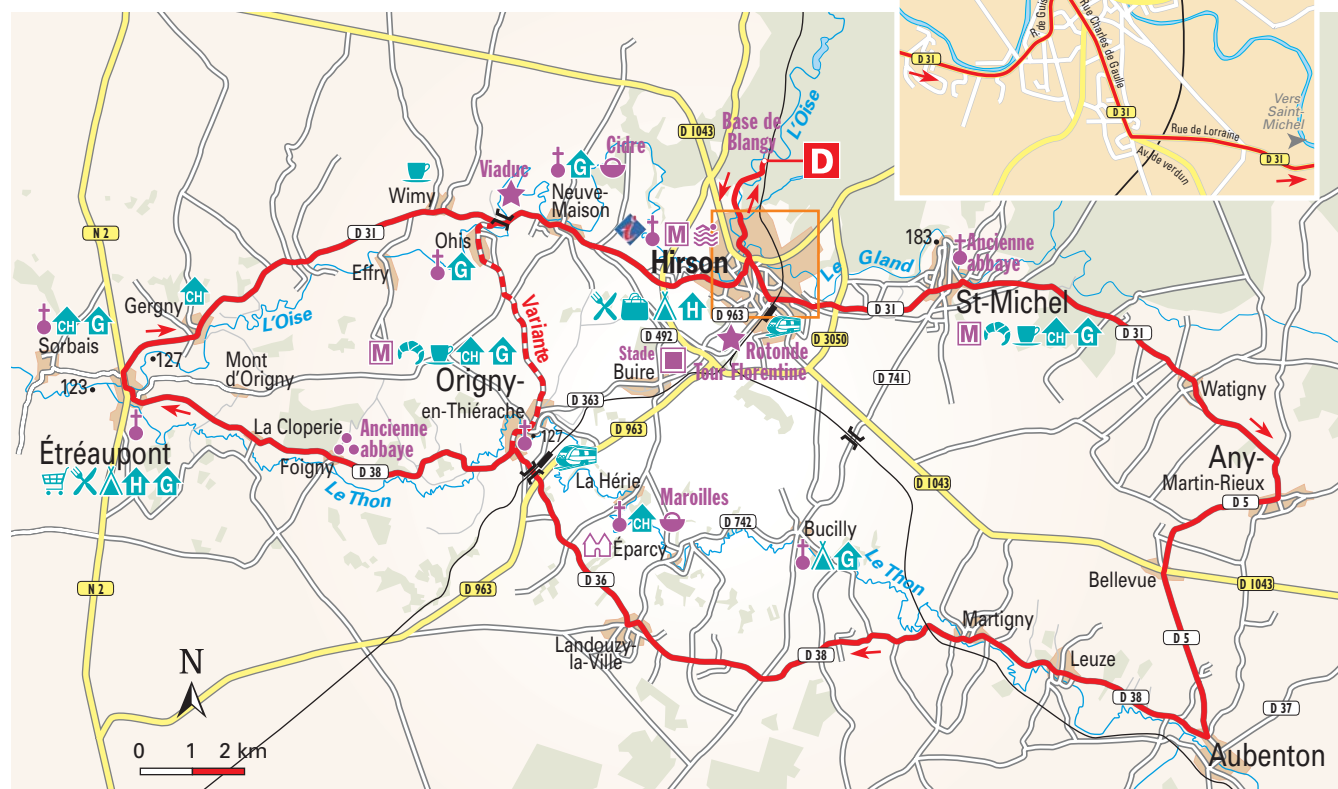 R. de Guis
Rue Charles de Gaulle
D 31
D 31
Rue de Lorraine
Av. de verdun
Vers
Saint-
Michel
D 31
D 1043
Base de
Blangy
L'Oise
D
Viaduc
Cidre
G
Neuve-
Maison
Wimy
N 2
D 31
Ohis
G
Effry
i
M
Hirson
Le Gland
183
Ancienne
abbaye
St-Michel
M
CH
G
D 31
D 31
CH
Gergny
L'Oise
CH
G
Sorbais
127
123
Mont
d'Origny
M
CH
G
Origny-
en-Thiérache
127
Variante
H
D 963
D 492
Stade
Buire
Rotonde
Tour Florentine
D 3050
D 741
Watigny
Any-
Martin-Rieux
D 5
D 363
D 963
La Cloperie
Ancienne
abbaye
Foigny
D 38
Le Thon
Étréaupont
H
G
La Hérie
Maroilles
CH
Éparcy
D 742
Bucilly
G
Le Thon
D 1043
Bellevue
D 1043
N 2
D 963
D 36
Landouzy-
la-Ville
D 38
Martigny
Leuze
D 38
D 5
D 37
Aubenton
N
0 1 2 km